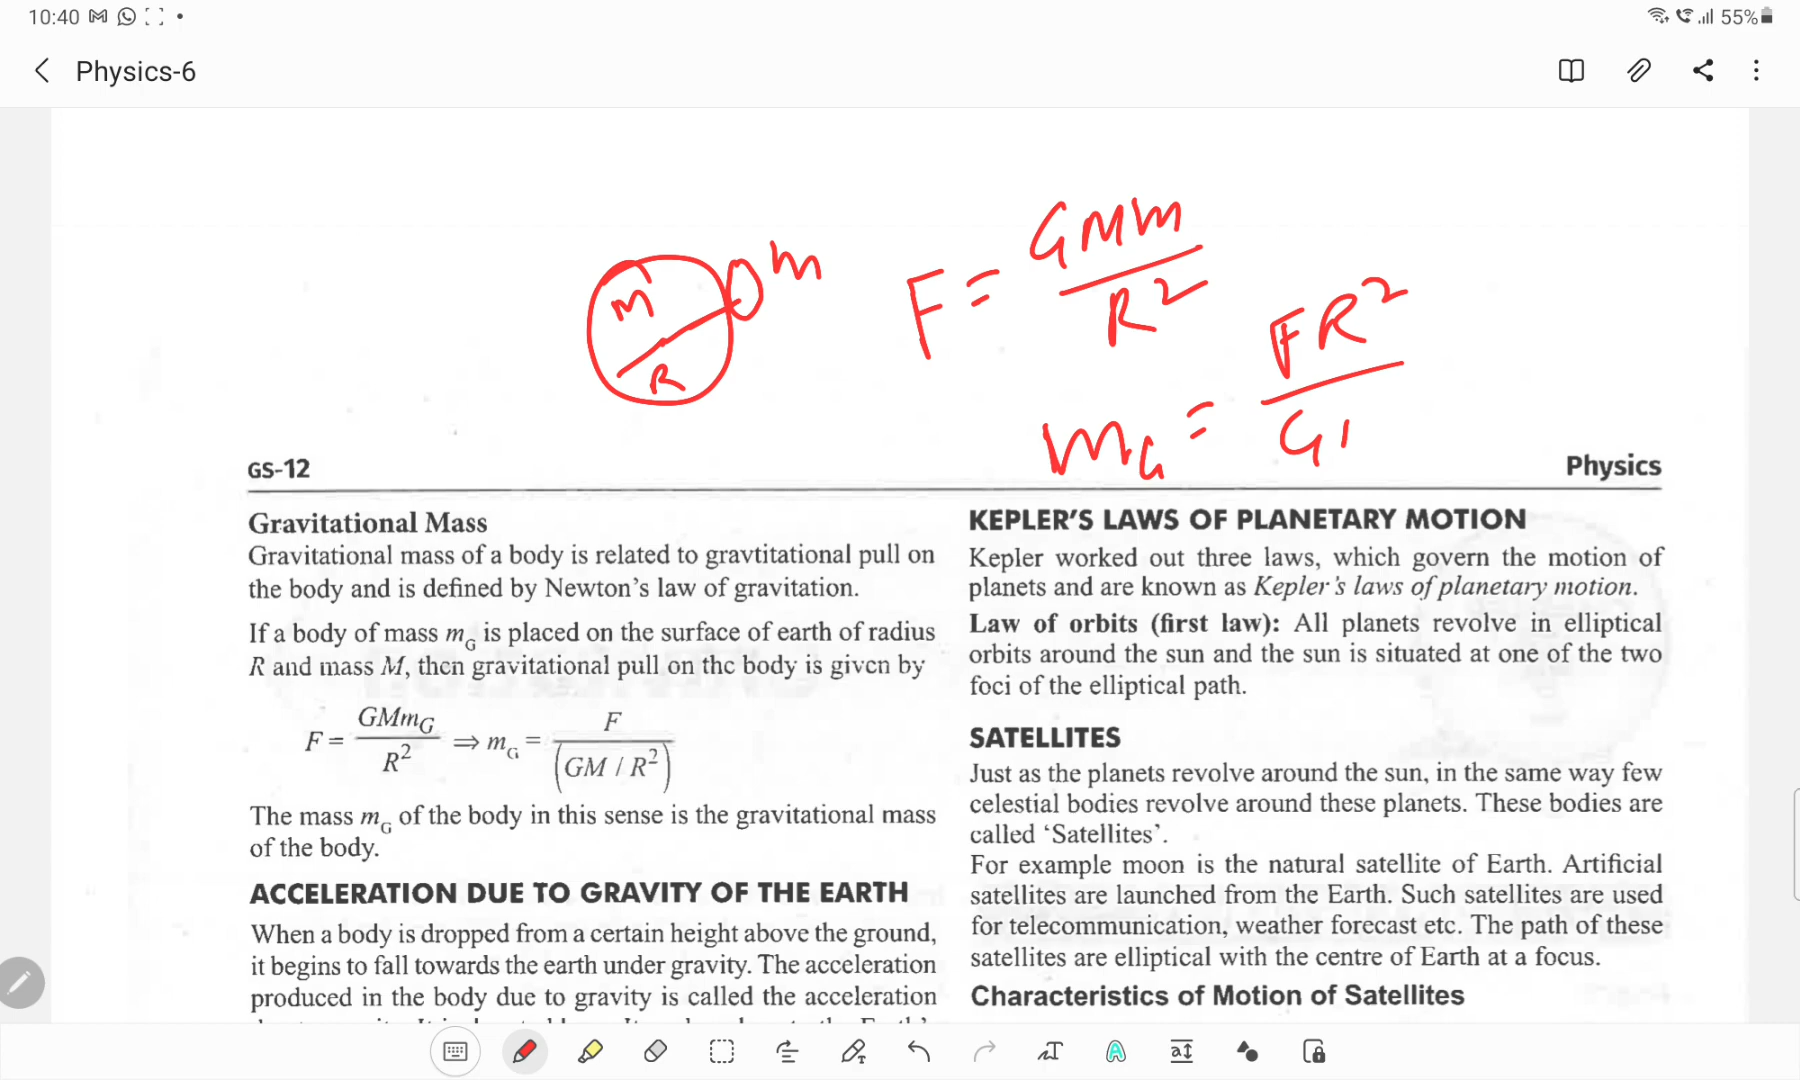 10:40
55%
Physics-6
F = GMm / R²
M
m
R
m_G = FR² / G
GS-12
Physics
Gravitational Mass
Gravitational mass of a body is related to gravtitational pull on
the body and is defined by Newton's law of gravitation.
If a body of mass m_G is placed on the surface of earth of radius
R and mass M, then gravitational pull on the body is given by
F = GMm_G / R² ⇒ m_G = F / (GM / R²)
The mass m_G of the body in this sense is the gravitational mass
of the body.
ACCELERATION DUE TO GRAVITY OF THE EARTH
When a body is dropped from a certain height above the ground,
it begins to fall towards the earth under gravity. The acceleration
produced in the body due to gravity is called the acceleration
KEPLER'S LAWS OF PLANETARY MOTION
Kepler worked out three laws, which govern the motion of
planets and are known as Kepler's laws of planetary motion.
Law of orbits (first law): All planets revolve in elliptical
orbits around the sun and the sun is situated at one of the two
foci of the elliptical path.
SATELLITES
Just as the planets revolve around the sun, in the same way few
celestial bodies revolve around these planets. These bodies are
called 'Satellites'.
For example moon is the natural satellite of Earth. Artificial
satellites are launched from the Earth. Such satellites are used
for telecommunication, weather forecast etc. The path of these
satellites are elliptical with the centre of Earth at a focus.
Characteristics of Motion of Satellites